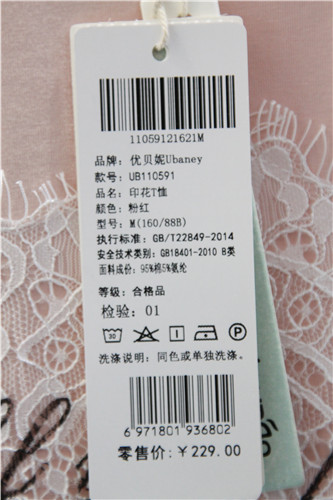 11059121621M
品牌: 优贝妮Ubaney
款号: UB110591
品名: 印花T恤
颜色: 粉红
型号: M(160/88B)
执行标准: GB/T22849-2014
安全技术类别: GB18401-2010 B类
面料成份: 95%棉5%氨纶
等级: 合格品
检验: 01
30
P
洗涤说明: 同色或单独洗涤。
6 971801 936802
零售价: ¥229.00